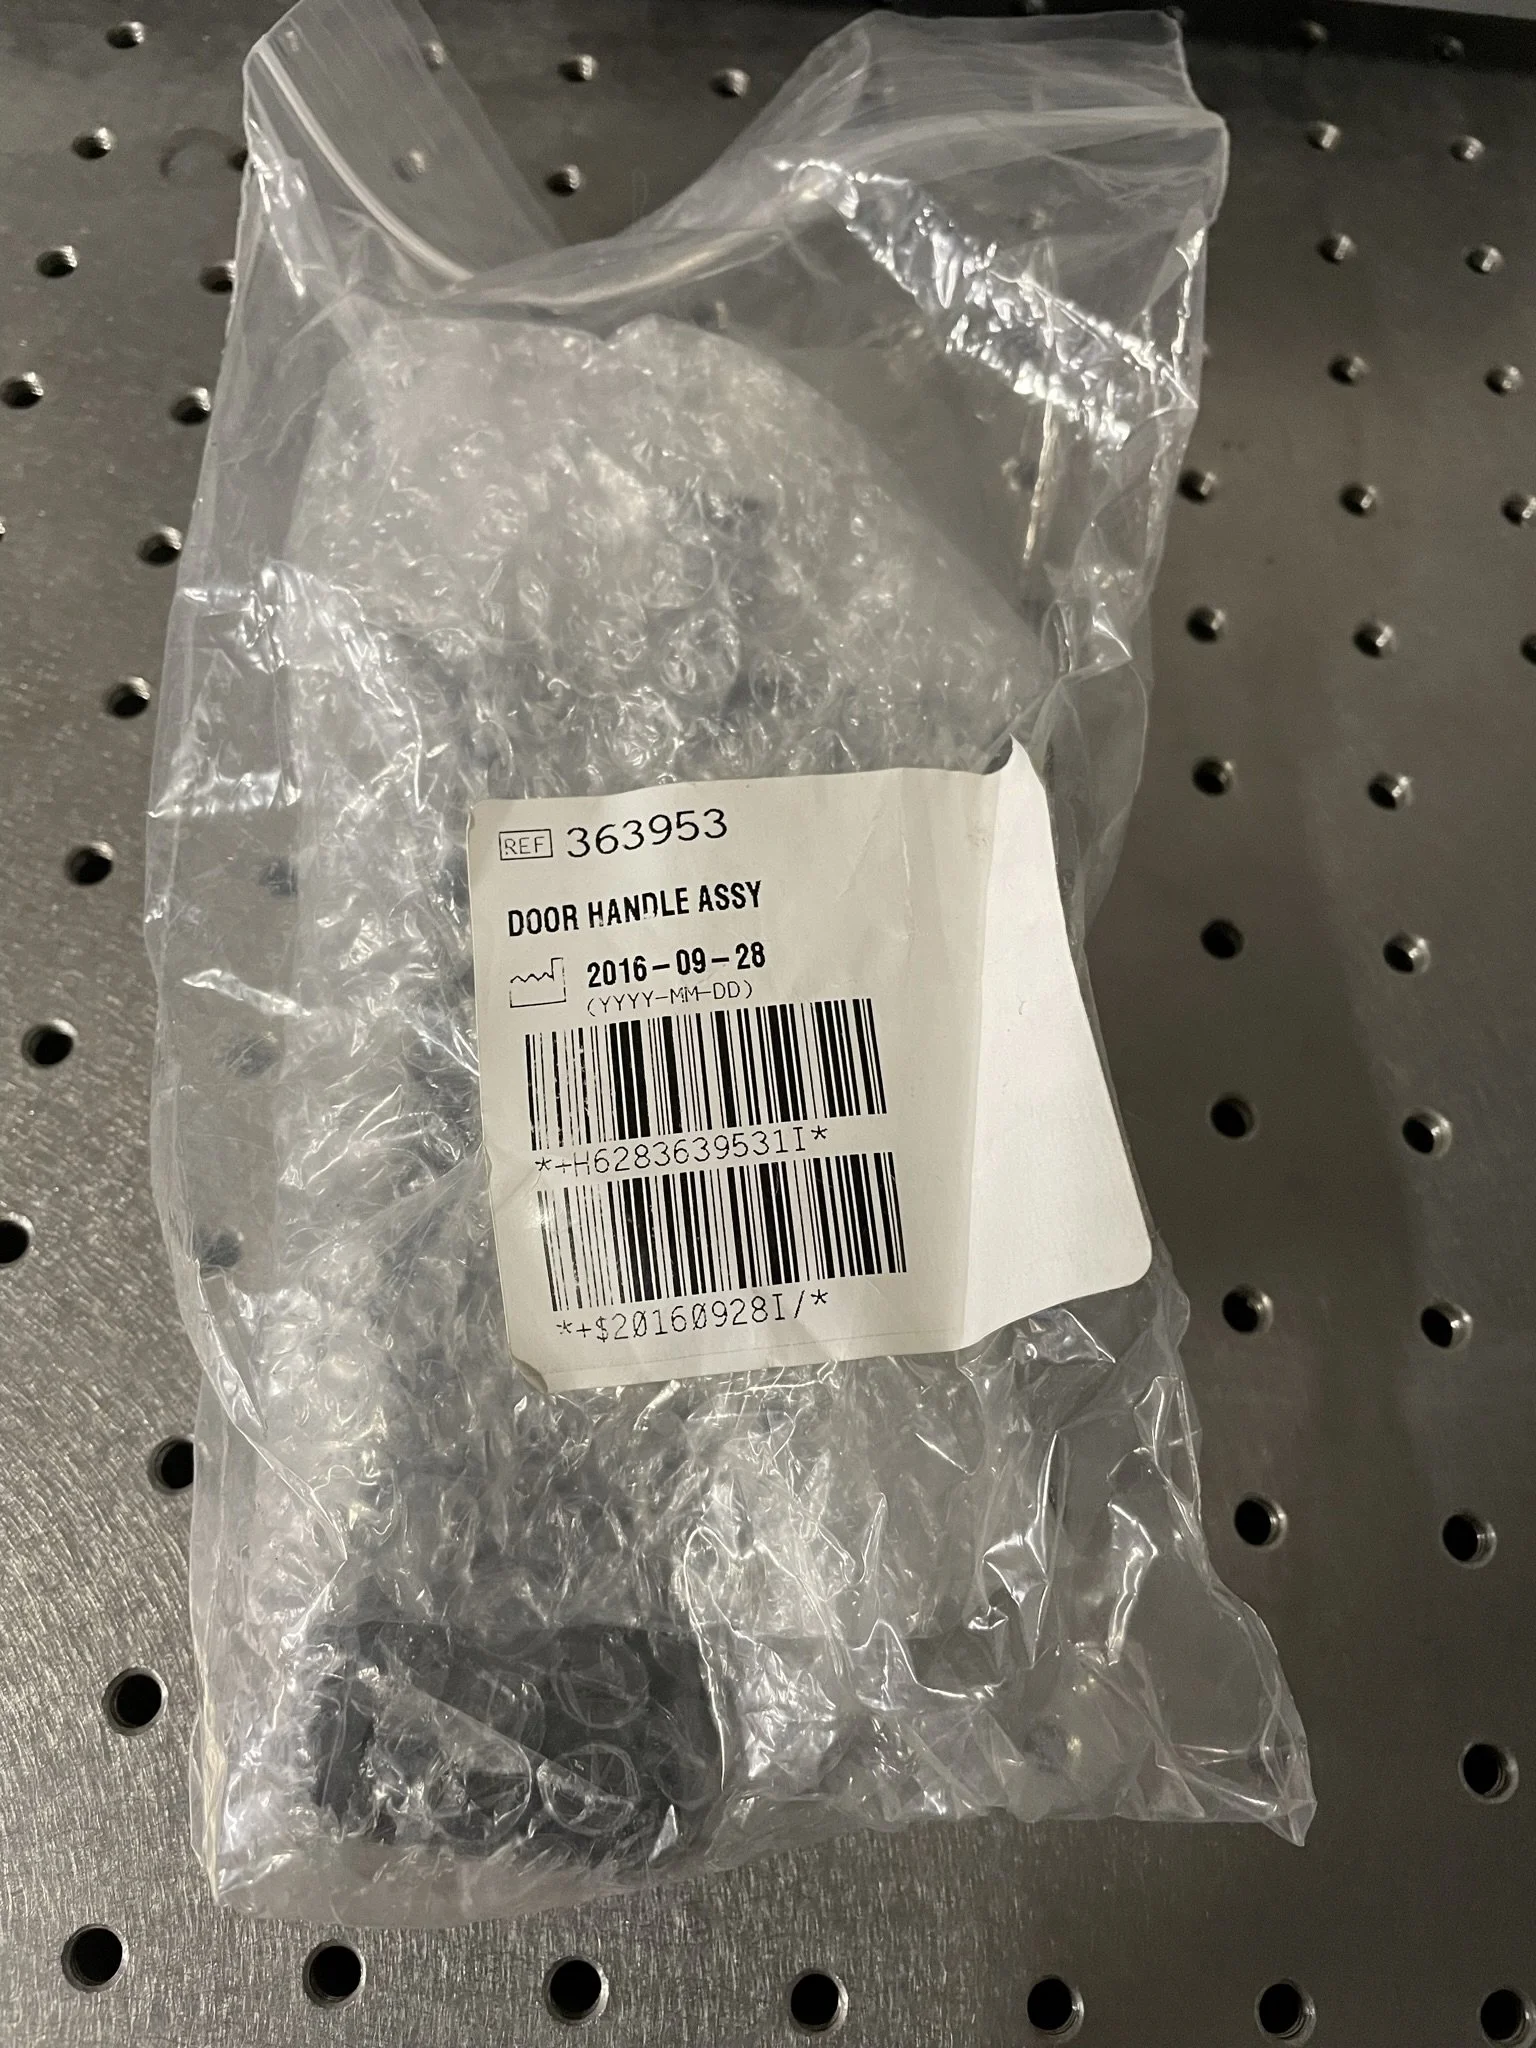 REF 363953
DOOR HANDLE ASSY
2016-09-28
(YYYY-MM-DD)
*+H6283639531I*
*+$20160928I/*